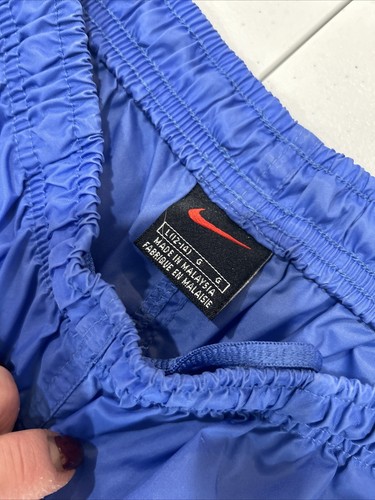 L(12-14) G G
MADE IN MALAYSIA
FABRIQUE EN MALAISIE